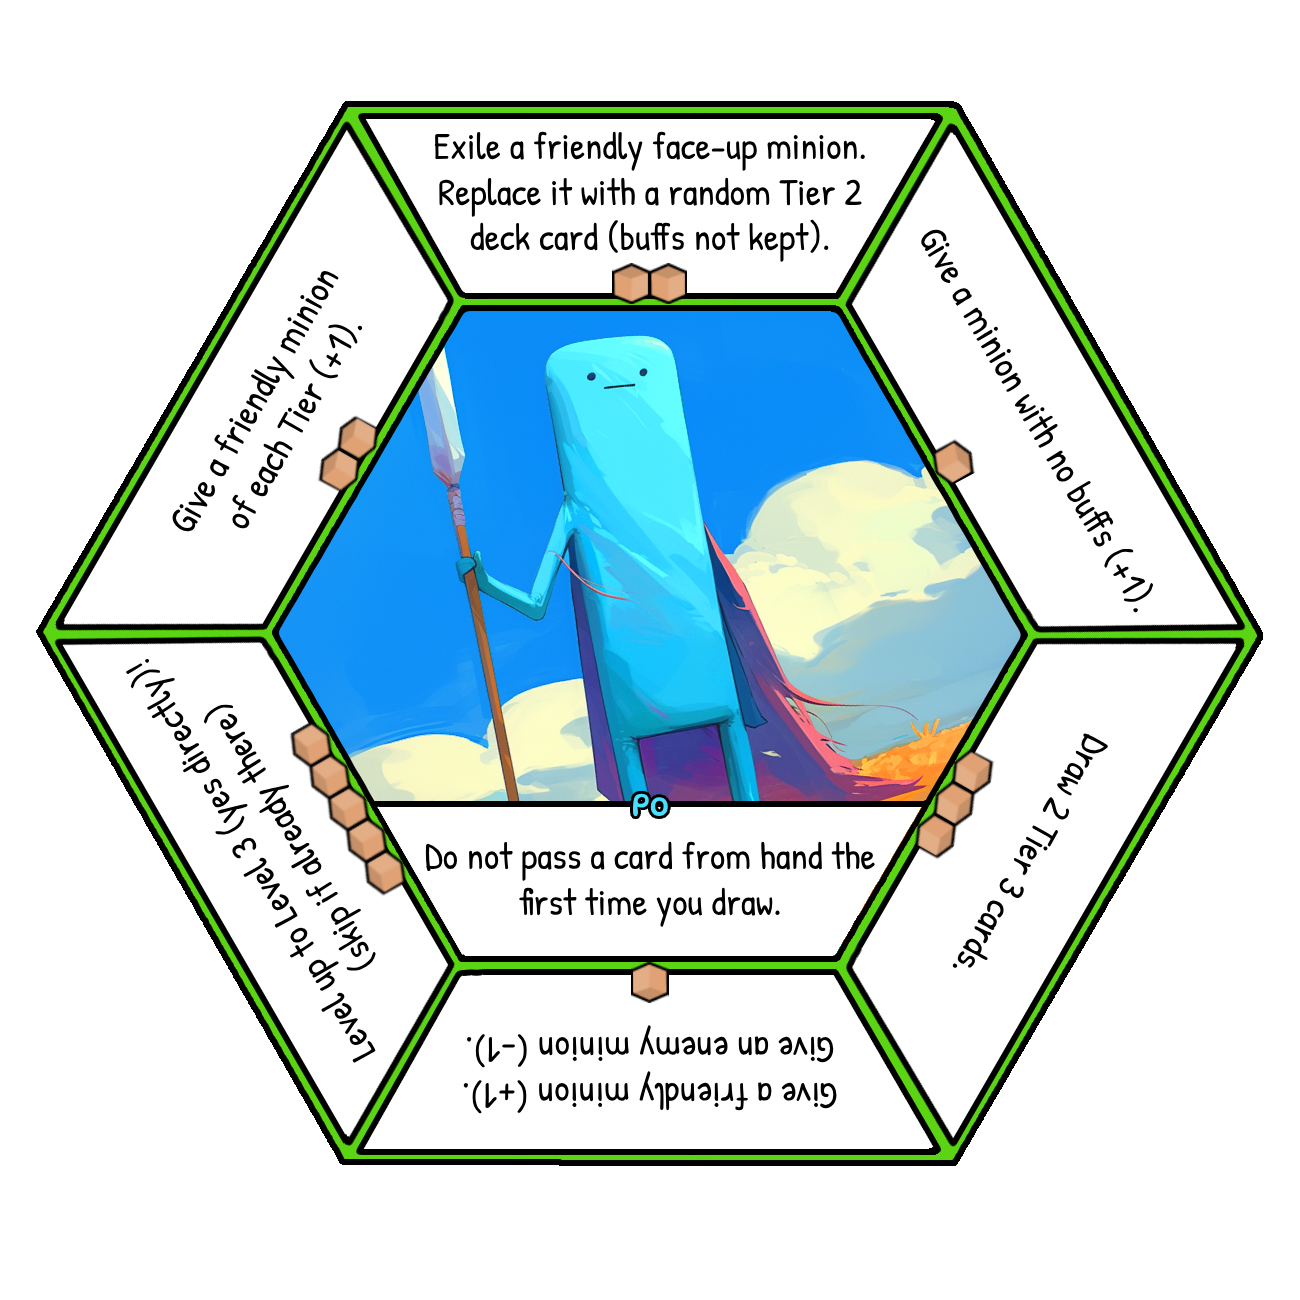 Exile a friendly face-up minion.
Replace it with a random Tier 2
deck card (buffs not kept).
Give a minion with no buffs (+1).
Draw 2 Tier 3 cards.
Give a friendly minion (+1).
Give an enemy minion (-1).
Level up to Level 3 (yes directly)!
(skip if already there)
Give a friendly minion
of each Tier (+1).
PO
Do not pass a card from hand the
first time you draw.